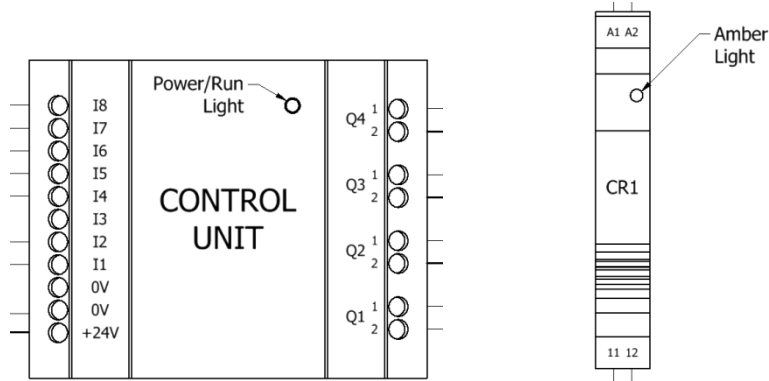 Power/Run
Light
I8
I7
I6
I5
I4
I3
I2
I1
0V
0V
+24V
CONTROL
UNIT
Q4 1
2
Q3 1
2
Q2 1
2
Q1 1
2
A1 A2
Amber
Light
CR1
11 12